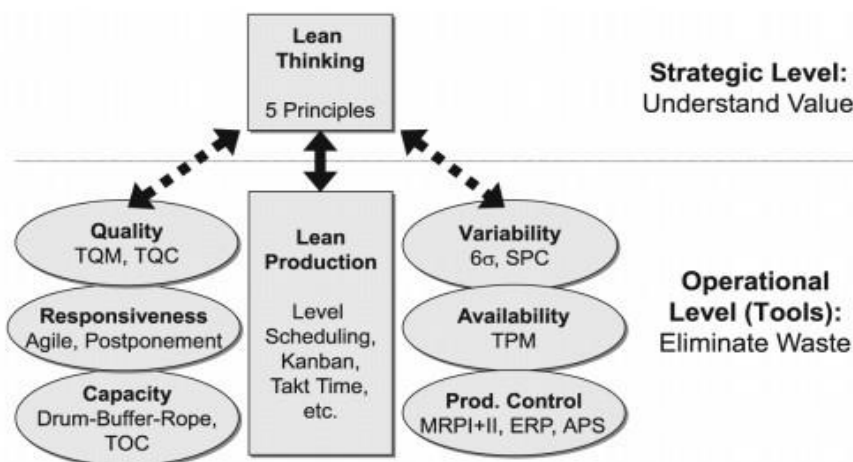 Lean
Thinking
5 Principles
Strategic Level:
Understand Value
Quality
TQM, TQC
Responsiveness
Agile, Postponement
Capacity
Drum-Buffer-Rope,
TOC
Lean
Production
Level
Scheduling,
Kanban,
Takt Time,
etc.
Variability
6σ, SPC
Availability
TPM
Prod. Control
MRPI+II, ERP, APS
Operational
Level (Tools):
Eliminate Waste